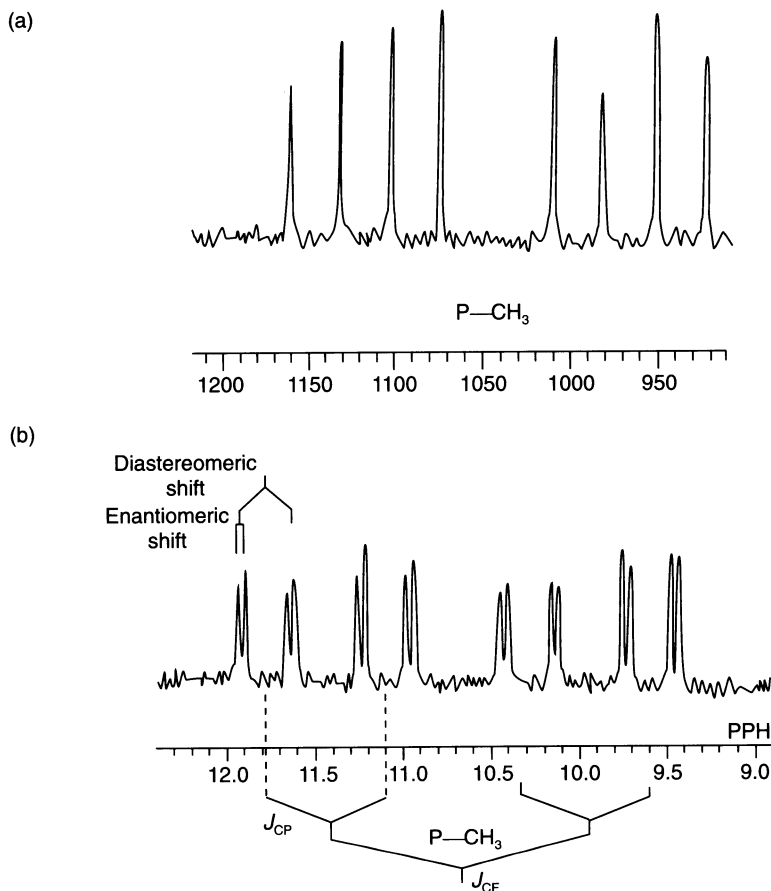 (a)
P—CH3
1200 1150 1100 1050 1000 950
(b)
Diastereomeric
shift
Enantiomeric
shift
PPH
12.0 11.5 11.0 10.5 10.0 9.5 9.0
JCP
P—CH3
JCF